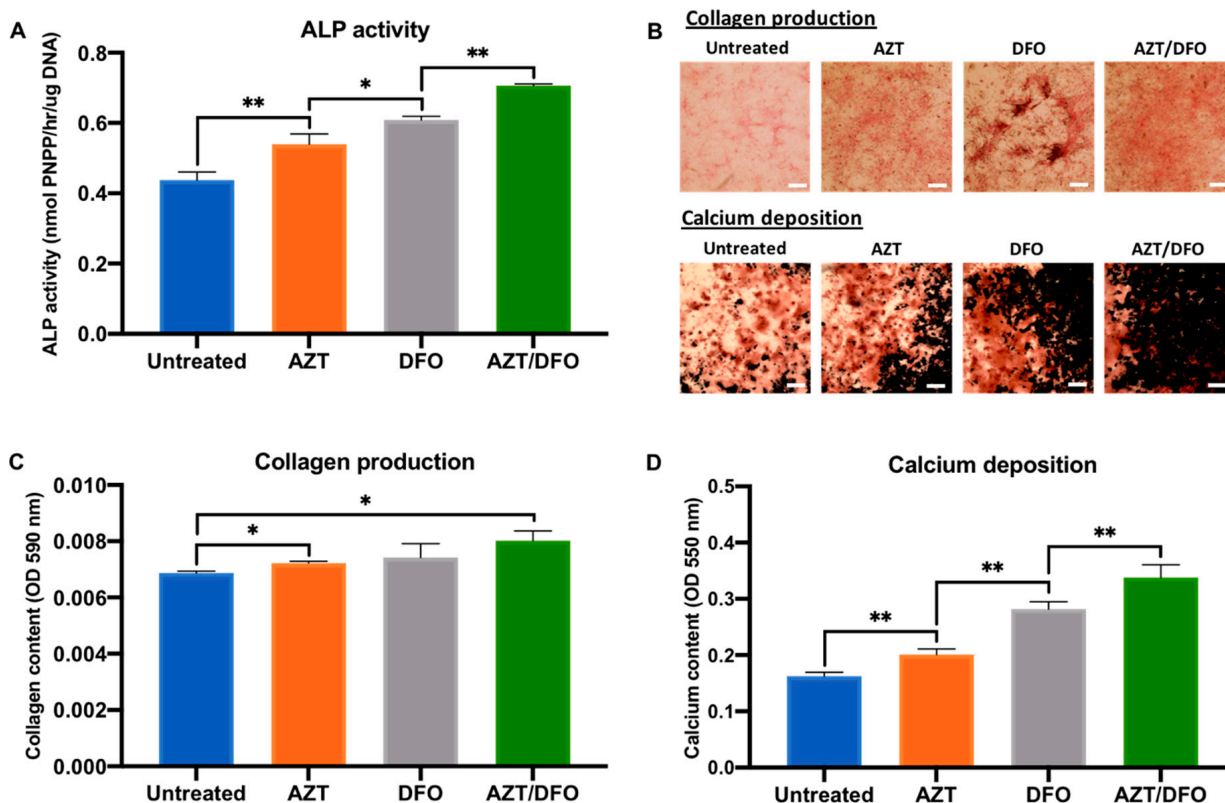 A
ALP activity
ALP activity (nmol PNPP/hr/ug DNA)
0.8
0.6
0.4
0.2
0.0
**
*
**
Untreated AZT DFO AZT/DFO
B
Collagen production
Untreated AZT DFO AZT/DFO
Calcium deposition
Untreated AZT DFO AZT/DFO
C
Collagen production
Collagen content (OD 590 nm)
0.010
0.008
0.006
0.004
0.002
0.000
*
*
Untreated AZT DFO AZT/DFO
D
Calcium deposition
Calcium content (OD 550 nm)
0.5
0.4
0.3
0.2
0.1
0.0
**
**
**
Untreated AZT DFO AZT/DFO